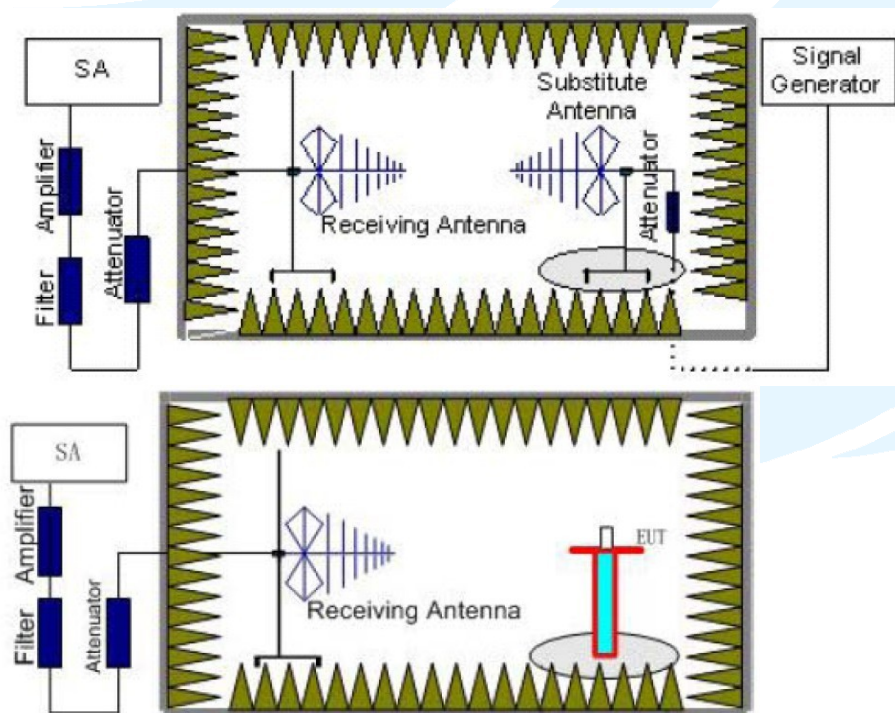 SA
Signal
Generator
Substitute
Antenna
Amplifier
Attenuator
Filter
Receiving Antenna
Attenuator
SA
Amplifier
EUT
Filter
Attenuator
Receiving Antenna